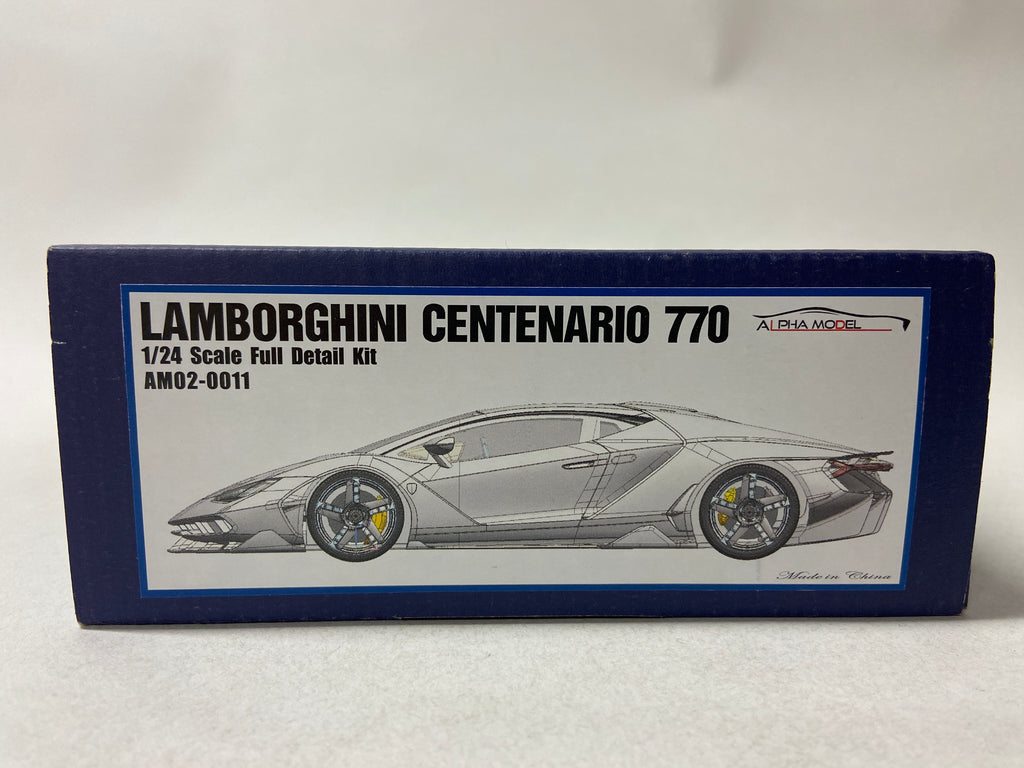 LAMBORGHINI CENTENARIO 770
ALPHA MODEL
1/24 Scale Full Detail Kit
AM02-0011
Made in China